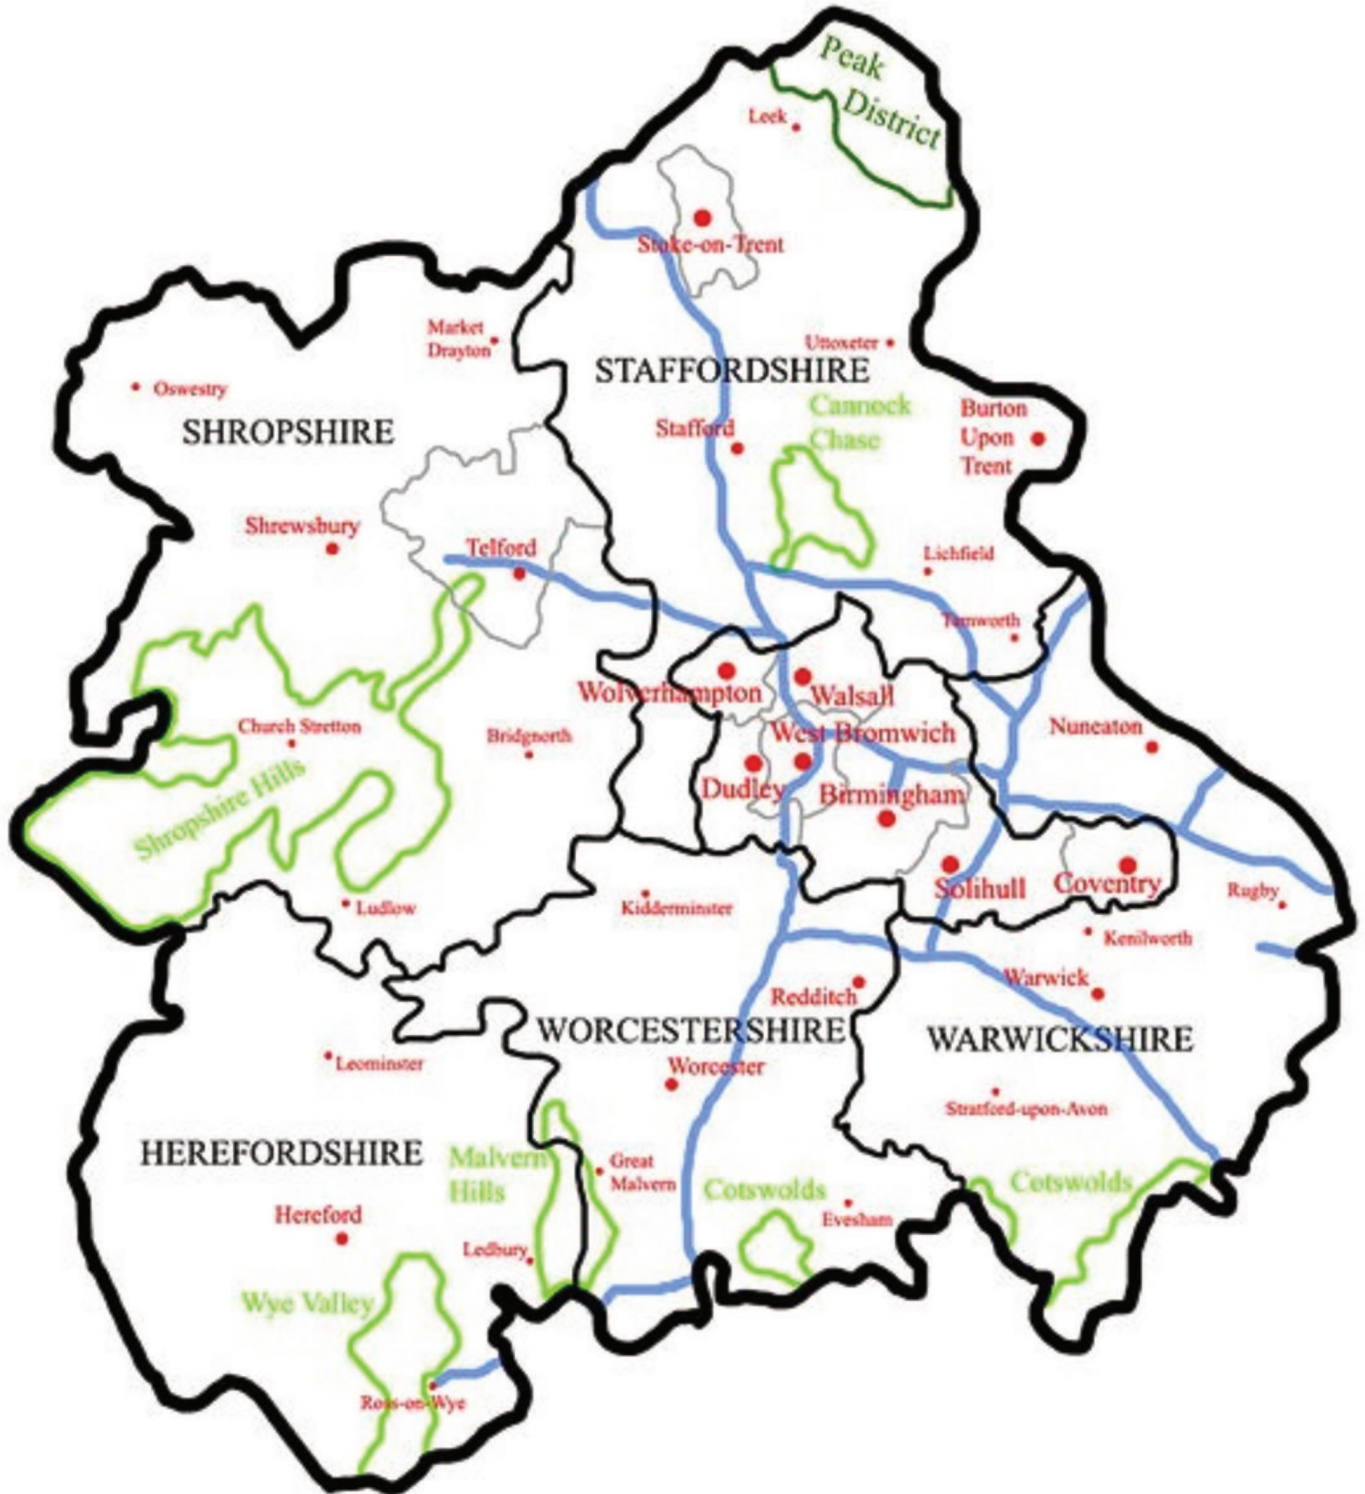 Peak
District
Leek
Stoke-on-Trent
Market
Drayton
Uttoxeter
STAFFORDSHIRE
Oswestry
SHROPSHIRE
Cannock
Chase
Burton
Upon
Trent
Stafford
Shrewsbury
Telford
Lichfield
Tamworth
Wolverhampton
Walsall
Church Stretton
Bridgnorth
West Bromwich
Nuneaton
Shropshire Hills
Dudley
Birmingham
Solihull
Coventry
Rugby
Ludlow
Kidderminster
Kenilworth
Warwick
Redditch
WORCESTERSHIRE
WARWICKSHIRE
Leominster
Worcester
Stratford-upon-Avon
HEREFORDSHIRE
Malvern
Hills
Great
Malvern
Cotswolds
Cotswolds
Hereford
Evesham
Ledbury
Wye Valley
Ross-on-Wye